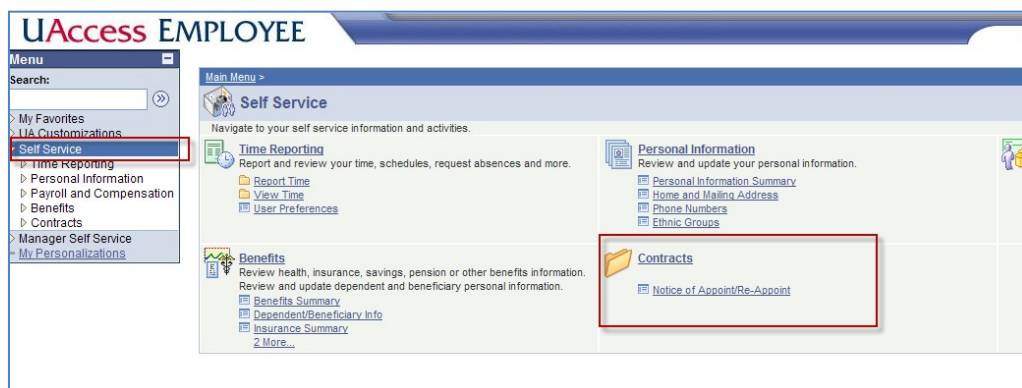 UACCESS EMPLOYEE
Menu
Search:
My Favorites
UA Customizations
Self Service
Time Reporting
Personal Information
Payroll and Compensation
Benefits
Contracts
Manager Self Service
My Personalizations
Main Menu >
Self Service
Navigate to your self service information and activities.
Time Reporting
Report and review your time, schedules, request absences and more.
Report Time
View Time
User Preferences
Personal Information
Review and update your personal information.
Personal Information Summary
Home and Mailing Address
Phone Numbers
Ethnic Groups
Benefits
Review health, insurance, savings, pension or other benefits information.
Review and update dependent and beneficiary personal information.
Benefits Summary
Dependent/Beneficiary Info
Insurance Summary
2 More...
Contracts
Notice of Appoint/Re-Appoint